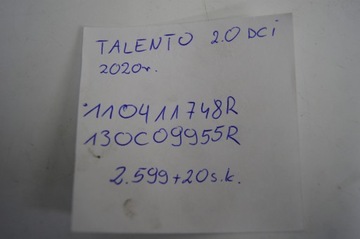 TALENTO 2.0 DCi
2020r.
110411748R
130C09955R
2.599+20s.k.